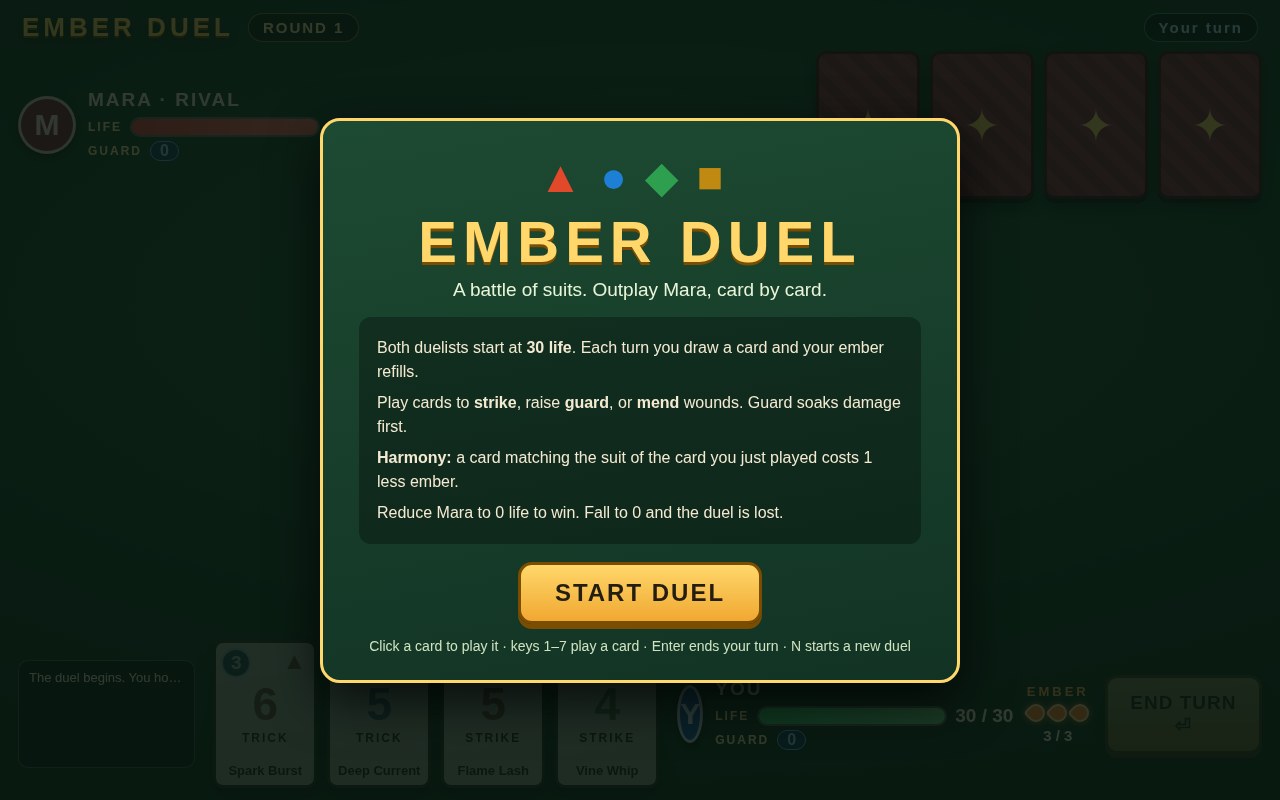 EMBER DUEL
ROUND 1
Your turn
M
MARA · RIVAL
LIFE
GUARD 0
EMBER DUEL
A battle of suits. Outplay Mara, card by card.
Both duelists start at 30 life. Each turn you draw a card and your ember
refills.
Play cards to strike, raise guard, or mend wounds. Guard soaks damage
first.
Harmony: a card matching the suit of the card you just played costs 1
less ember.
Reduce Mara to 0 life to win. Fall to 0 and the duel is lost.
START DUEL
Click a card to play it · keys 1–7 play a card · Enter ends your turn · N starts a new duel
The duel begins. You ho…
3
6
TRICK
Spark Burst
5
TRICK
Deep Current
5
STRIKE
Flame Lash
4
STRIKE
Vine Whip
Y
YOU
LIFE 30 / 30
GUARD 0
EMBER
3 / 3
END TURN
⏎